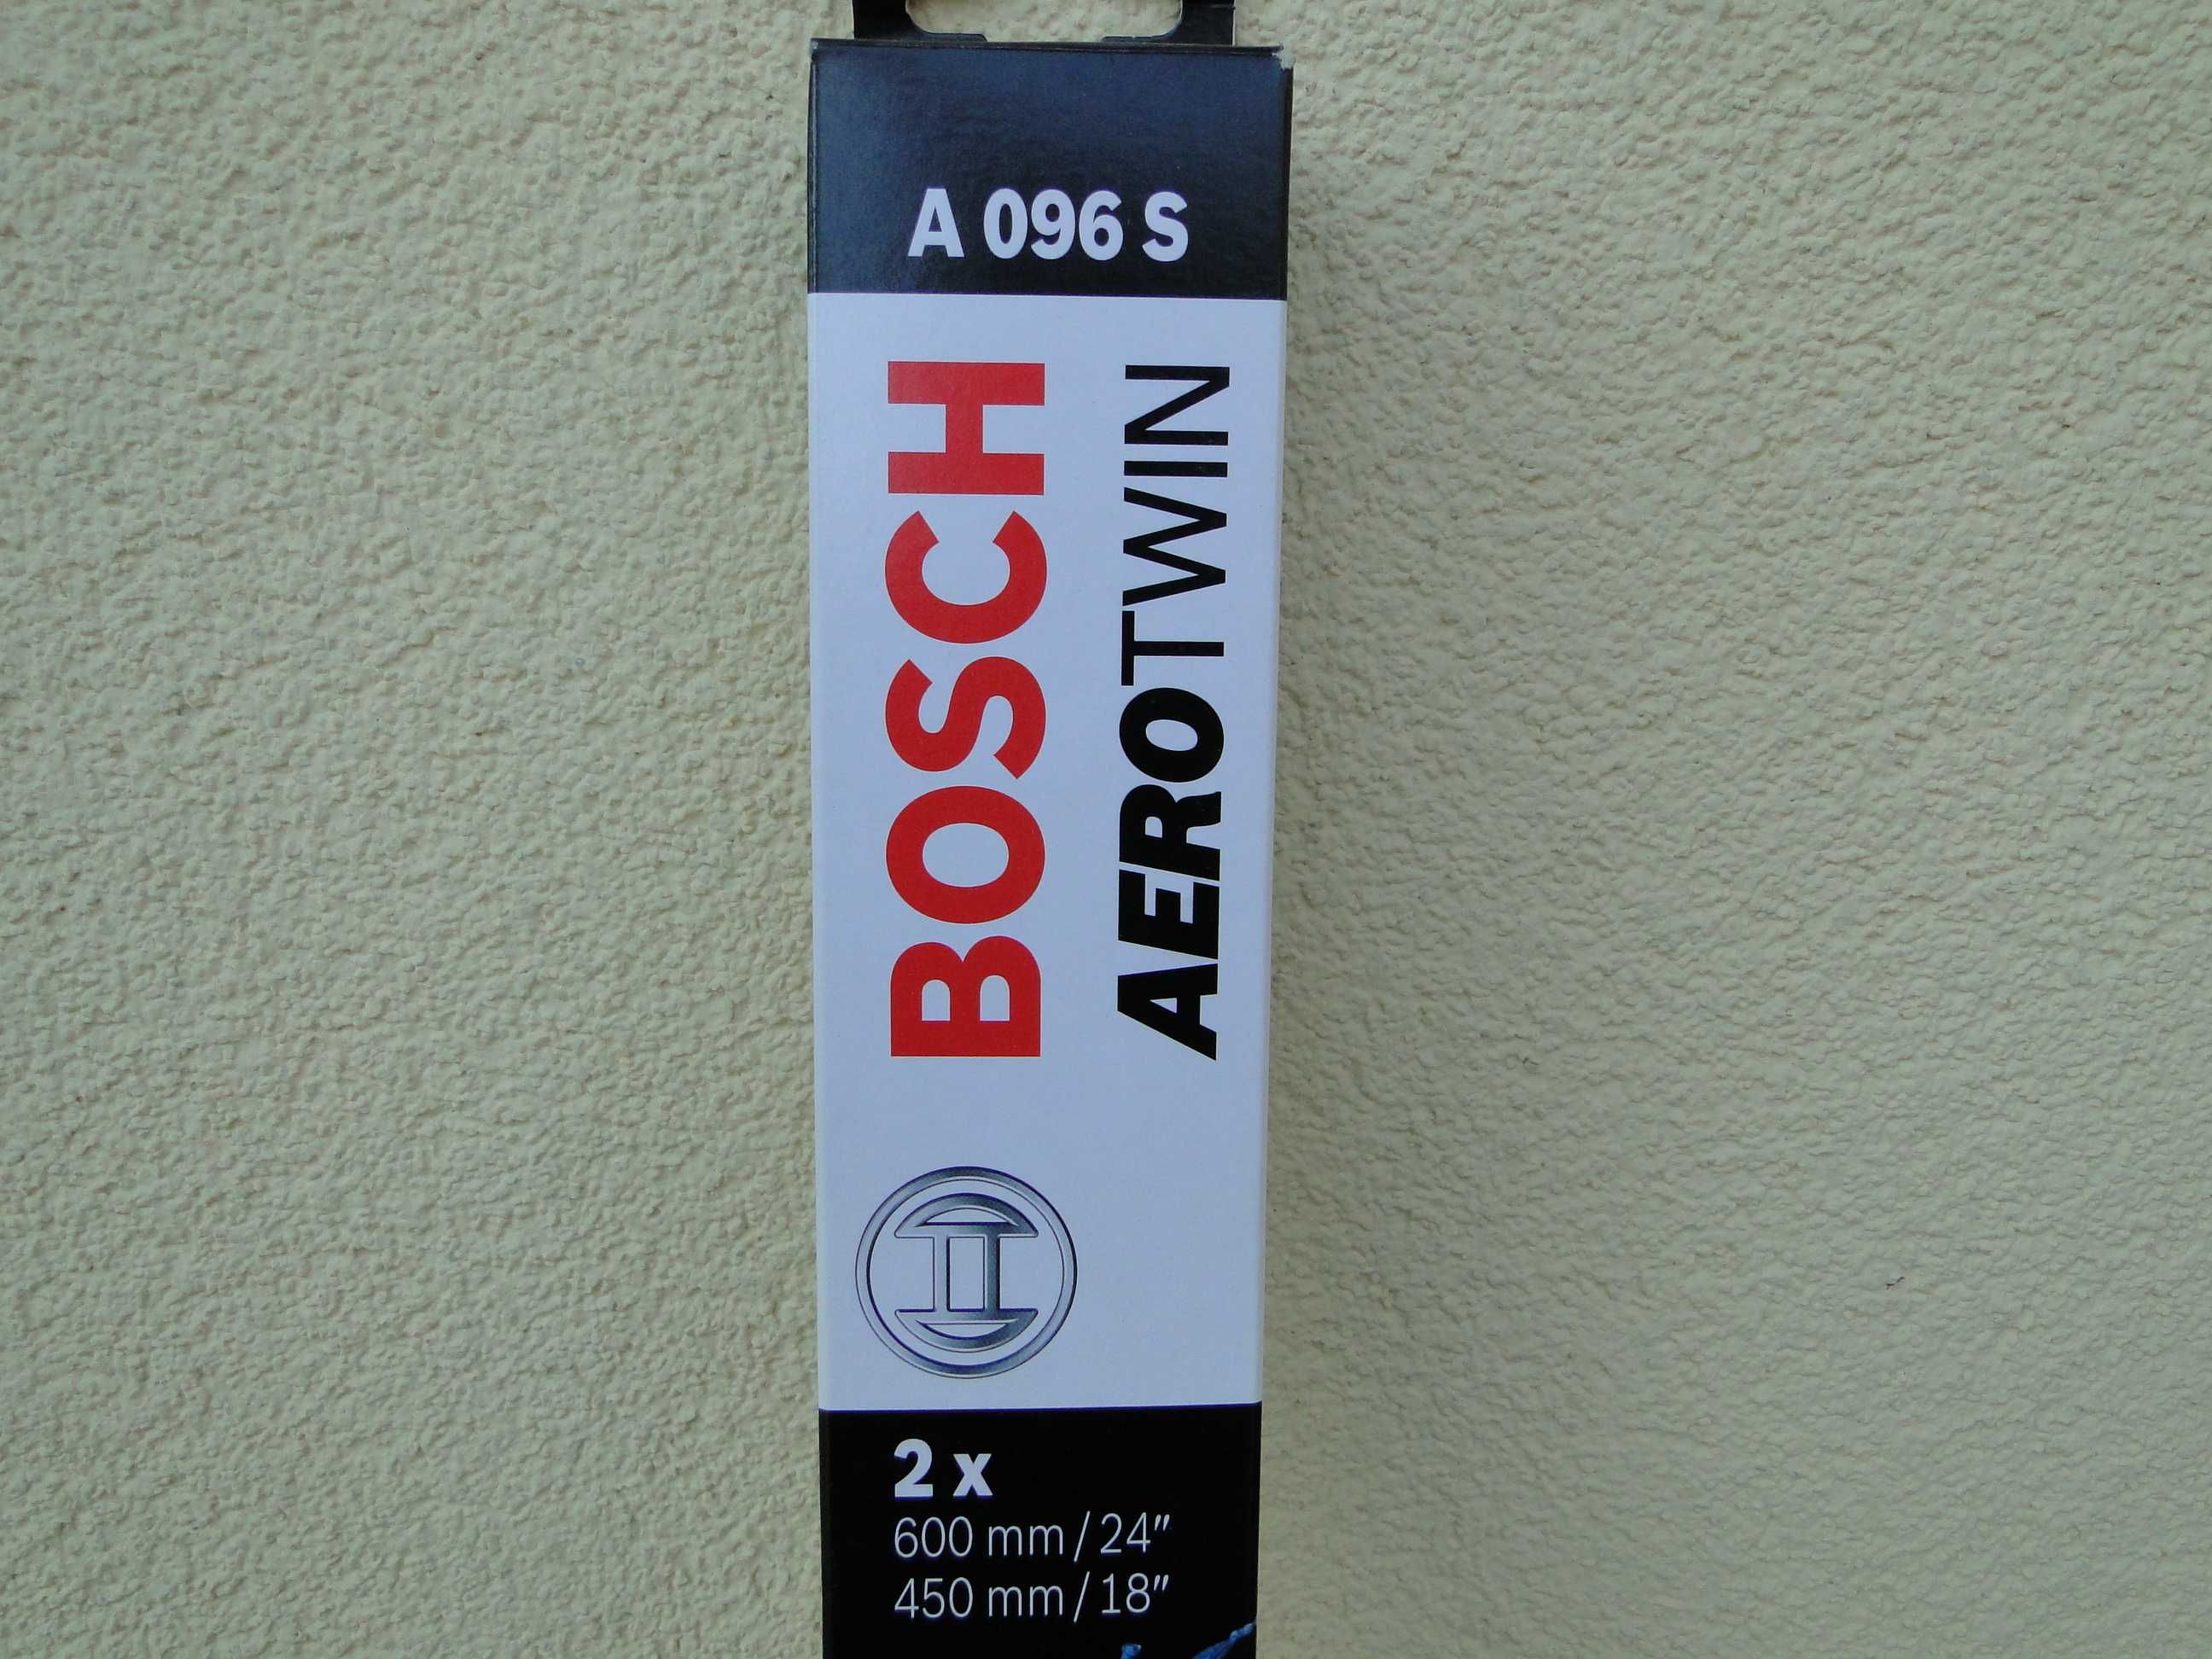 A 096 S
BOSCH
AEROTWIN
2 x
600 mm / 24″
450 mm / 18″